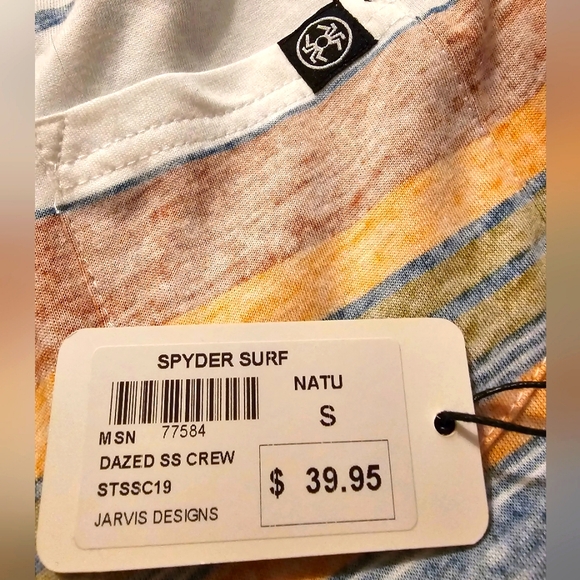 SPYDER SURF
NATU
S
MSN 77584
DAZED SS CREW
STSSC19
$ 39.95
JARVIS DESIGNS